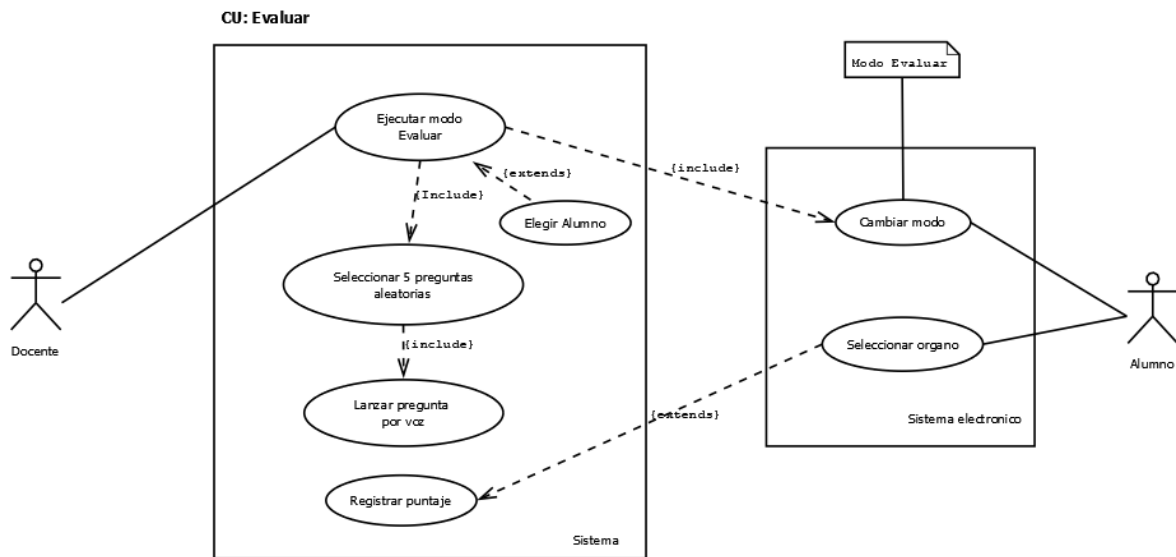 CU: Evaluar
Modo Evaluar
Ejecutar modo
Evaluar
{include}
{extends}
{Include}
Elegir Alumno
Cambiar modo
Seleccionar 5 preguntas
aleatorias
Docente
{include}
Seleccionar organo
Alumno
Lanzar pregunta
por voz
{extends}
Sistema electronico
Registrar puntaje
Sistema